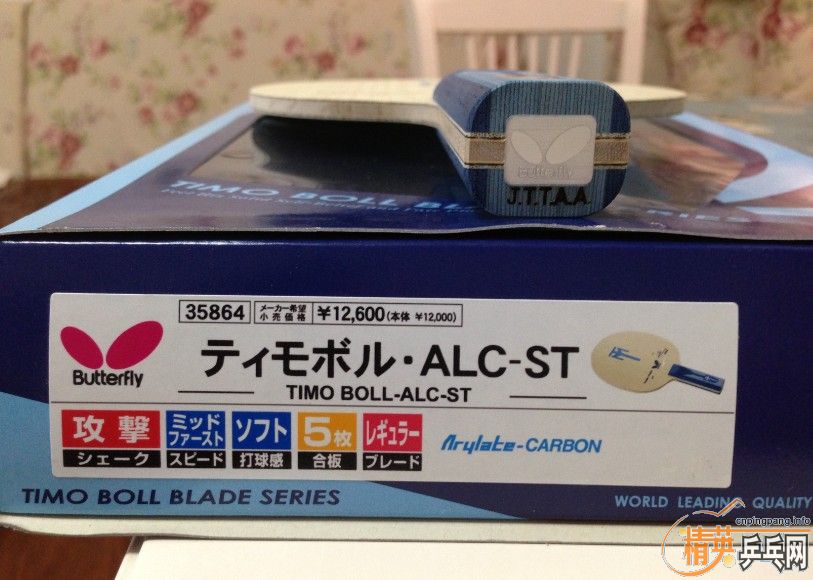 Butterfly
J.T.T.A.A.
TIMO BOLL BLADE SERIES
35864 メーカー希望小売価格 ¥12,600(本体 ¥12,000)
Butterfly
ティモボル・ALC-ST
TIMO BOLL-ALC-ST
攻撃 ミッドファースト ソフト 5枚 レギュラー
シェーク スピード 打球感 合板 ブレード
Arylate-CARBON
TIMO BOLL BLADE SERIES
WORLD LEADING QUALITY
cnpingpang.info
精英乒乓网